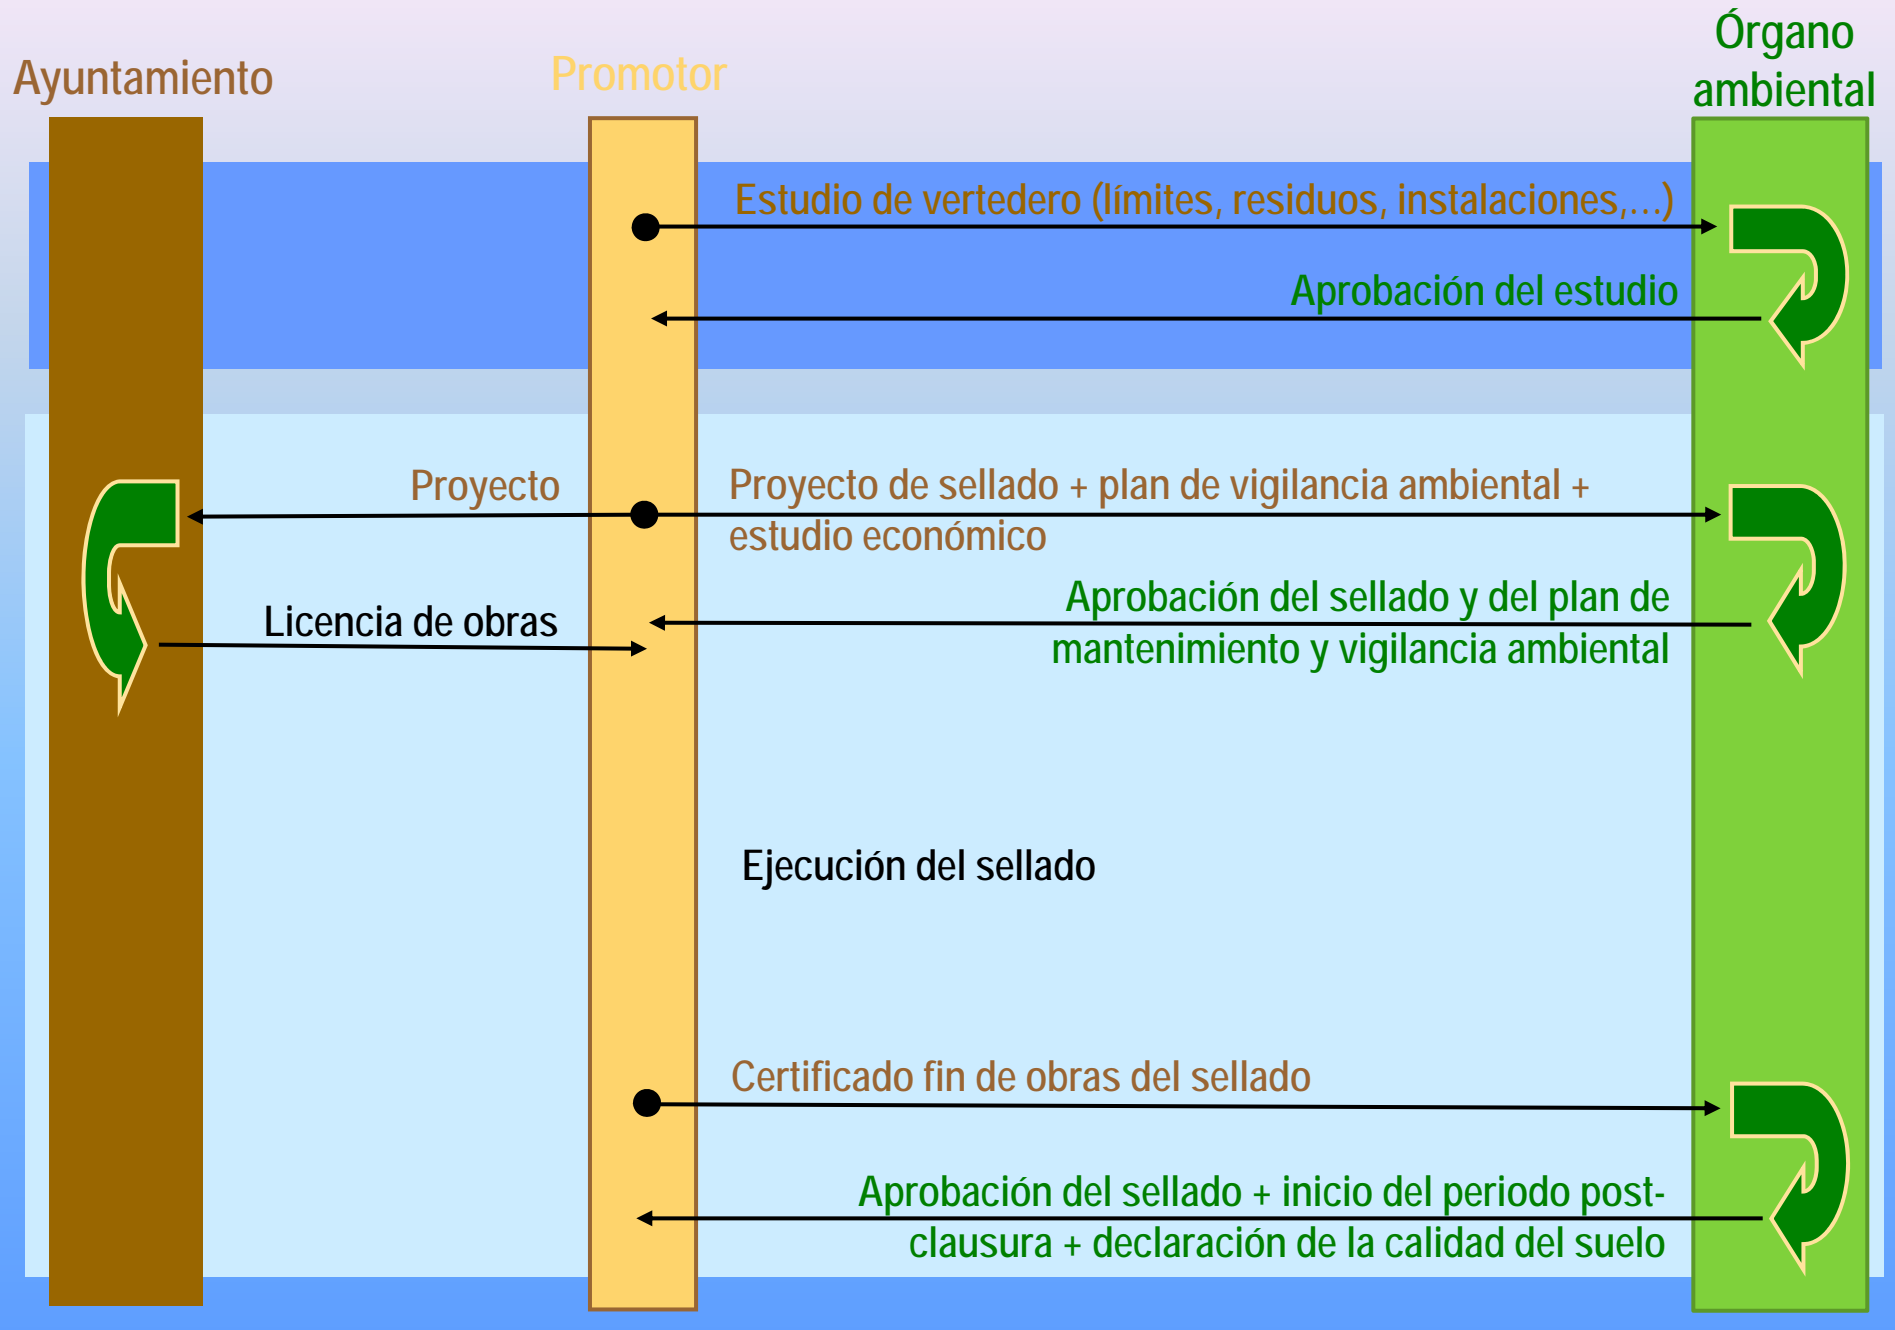 Ayuntamiento
Promotor
Órgano
ambiental
Estudio de vertedero (límites, residuos, instalaciones,…)
Aprobación del estudio
Proyecto
Proyecto de sellado + plan de vigilancia ambiental +
estudio económico
Licencia de obras
Aprobación del sellado y del plan de
mantenimiento y vigilancia ambiental
Ejecución del sellado
Certificado fin de obras del sellado
Aprobación del sellado + inicio del periodo post-
clausura + declaración de la calidad del suelo